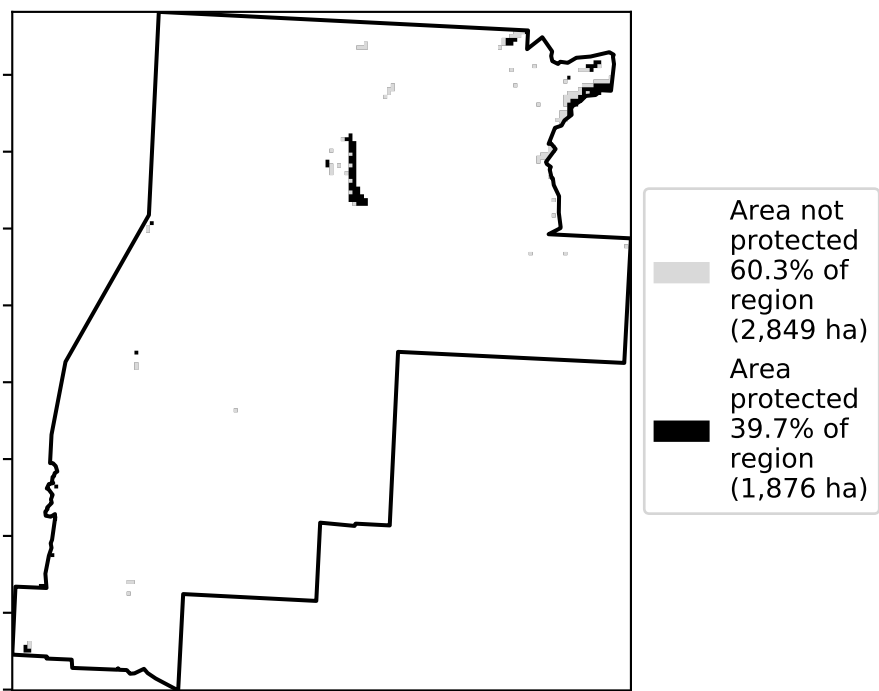 Area not
protected
60.3% of
region
(2,849 ha)
Area
protected
39.7% of
region
(1,876 ha)